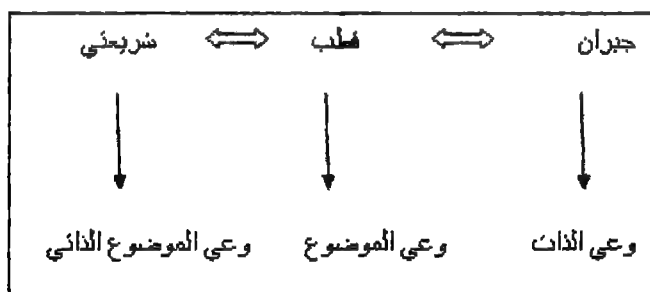 جبران قطب شريعتي
وعي الذات وعي الموضوع وعي الموضوع الذاتي